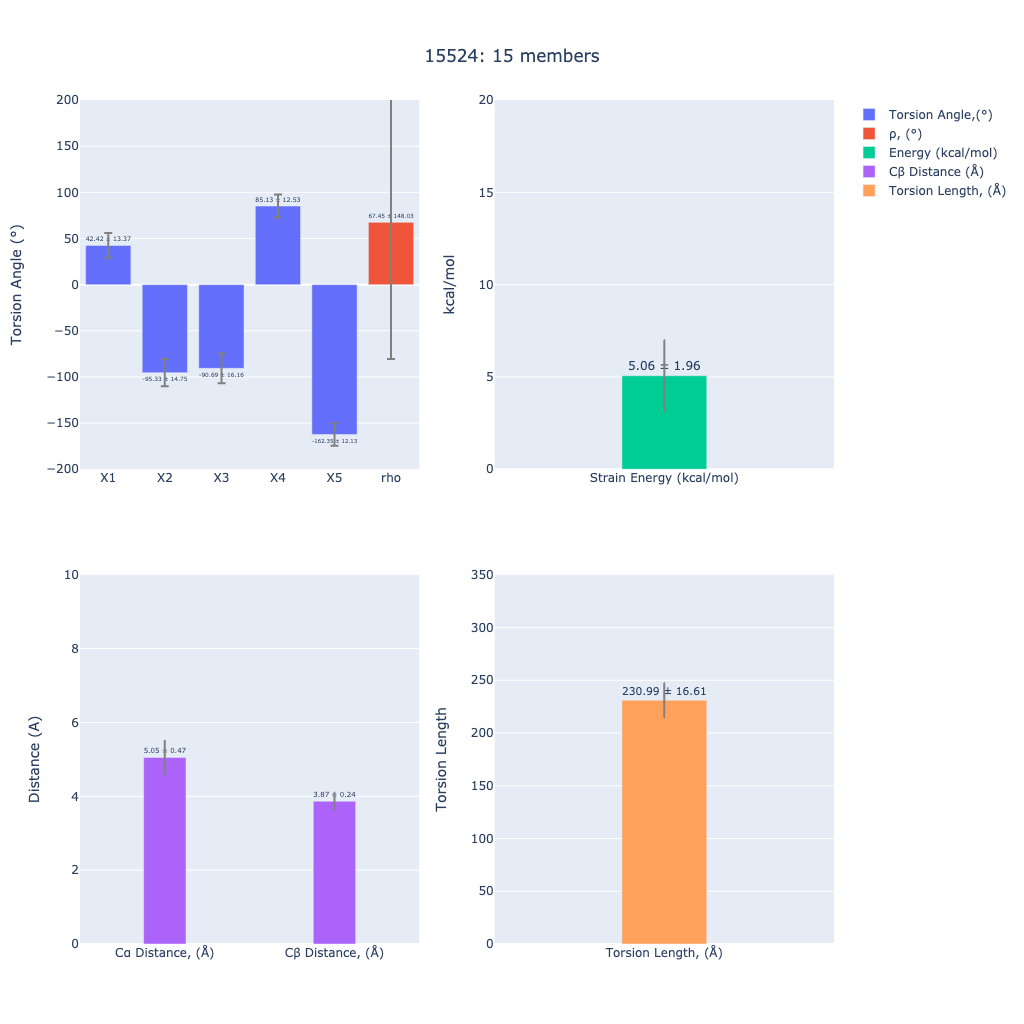 15524: 15 members
Torsion Angle (°)
200
150
100
50
0
−50
−100
−150
−200
42.42 ± 13.37
-95.33 ± 14.75
-90.69 ± 16.16
85.13 ± 12.53
-162.35 ± 12.13
67.45 ± 148.03
X1
X2
X3
X4
X5
rho
kcal/mol
20
15
10
5
0
5.06 ± 1.96
Strain Energy (kcal/mol)
Torsion Angle,(°)
ρ, (°)
Energy (kcal/mol)
Cβ Distance (Å)
Torsion Length, (Å)
Distance (A)
10
8
6
4
2
0
5.05 ± 0.47
3.87 ± 0.24
Cα Distance, (Å)
Cβ Distance, (Å)
Torsion Length
350
300
250
200
150
100
50
0
230.99 ± 16.61
Torsion Length, (Å)